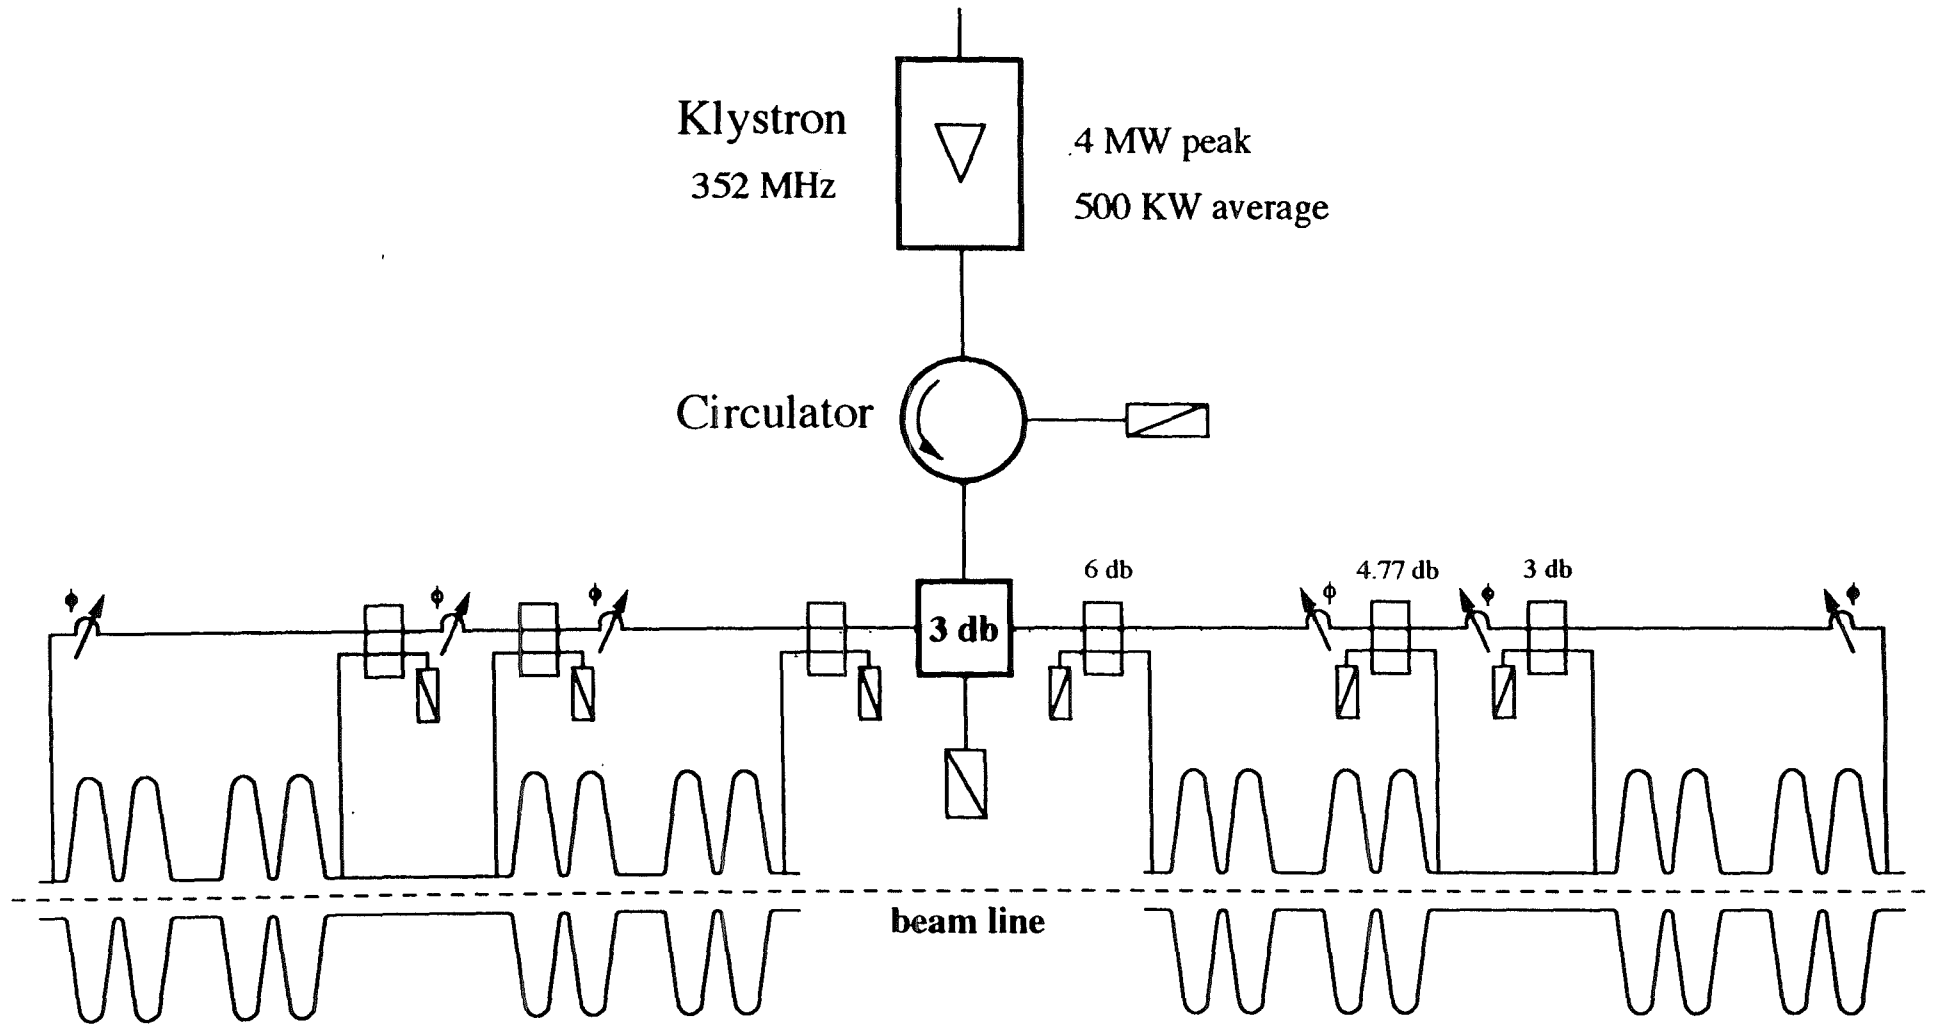 Klystron
352 MHz
.4 MW peak
500 KW average
Circulator
6 db
4.77 db
3 db
ϕ
ϕ
ϕ
ϕ
ϕ
ϕ
3 db
beam line